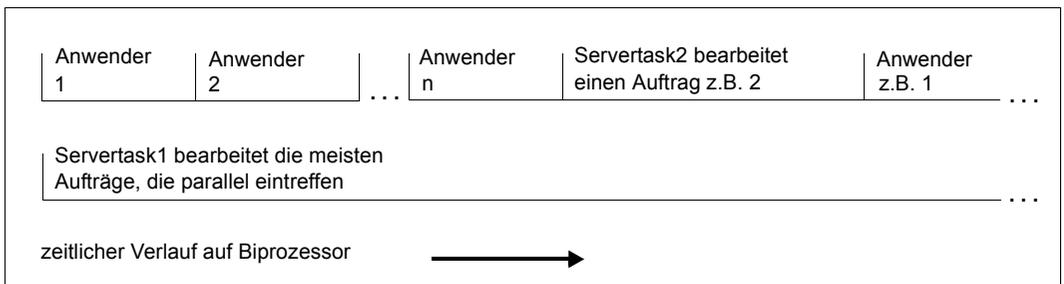 Anwender
1
Anwender
2
. . .
Anwender
n
Servertask2 bearbeitet
einen Auftrag z.B. 2
Anwender
z.B. 1
. . .
Servertask1 bearbeitet die meisten
Aufträge, die parallel eintreffen
. . .
zeitlicher Verlauf auf Biprozessor